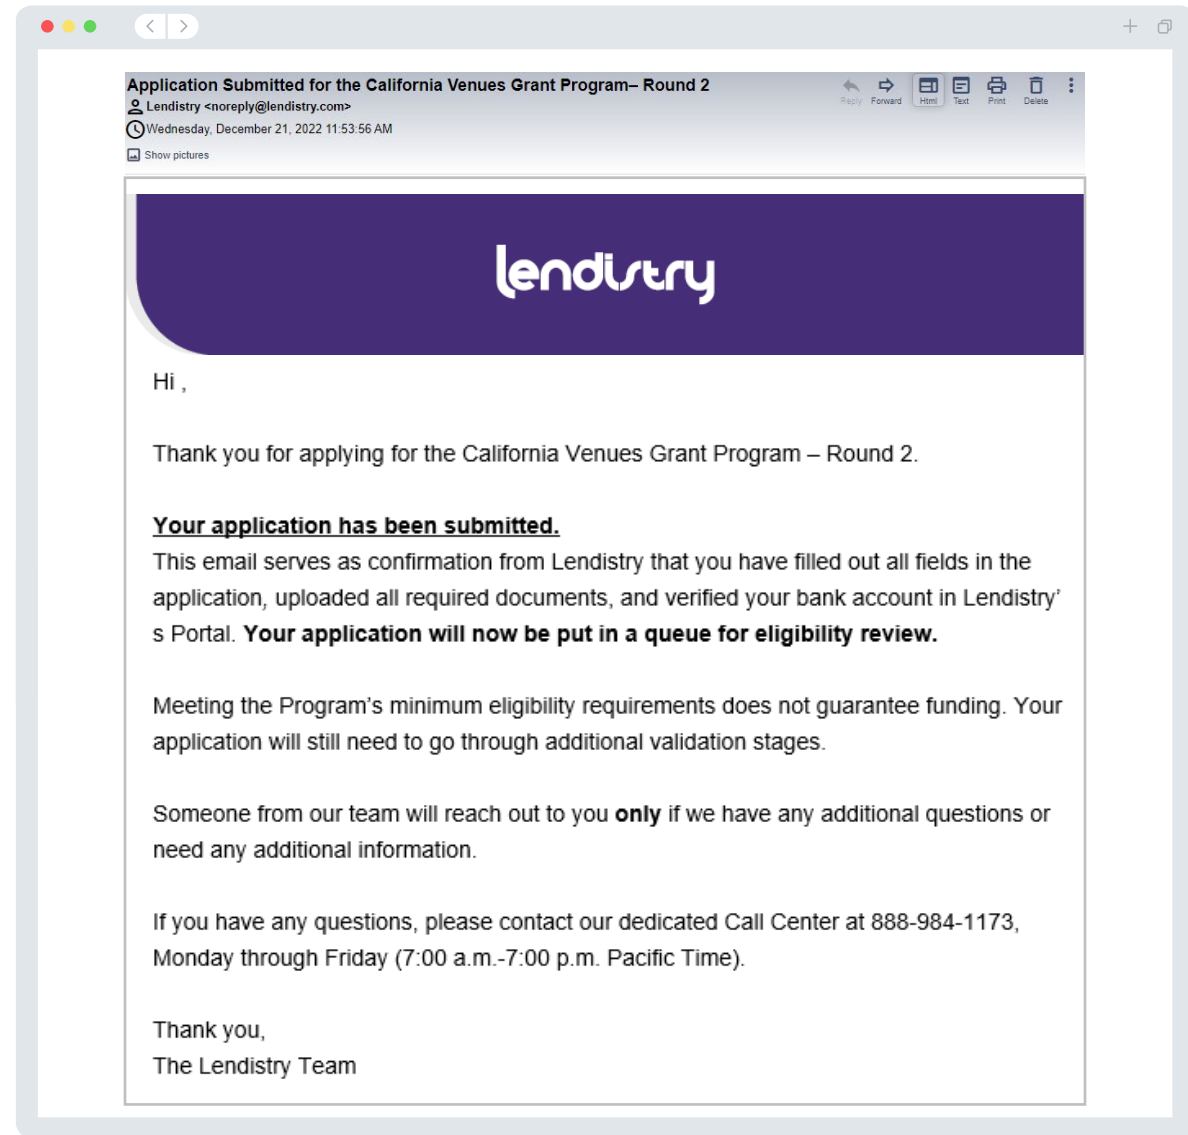 Application Submitted for the California Venues Grant Program– Round 2
Lendistry <noreply@lendistry.com>
Wednesday, December 21, 2022 11:53:56 AM
Show pictures
Reply Forward Html Text Print Delete
lendistry
Hi ,
Thank you for applying for the California Venues Grant Program – Round 2.
Your application has been submitted.
This email serves as confirmation from Lendistry that you have filled out all fields in the
application, uploaded all required documents, and verified your bank account in Lendistry’
s Portal. Your application will now be put in a queue for eligibility review.
Meeting the Program’s minimum eligibility requirements does not guarantee funding. Your
application will still need to go through additional validation stages.
Someone from our team will reach out to you only if we have any additional questions or
need any additional information.
If you have any questions, please contact our dedicated Call Center at 888-984-1173,
Monday through Friday (7:00 a.m.-7:00 p.m. Pacific Time).
Thank you,
The Lendistry Team